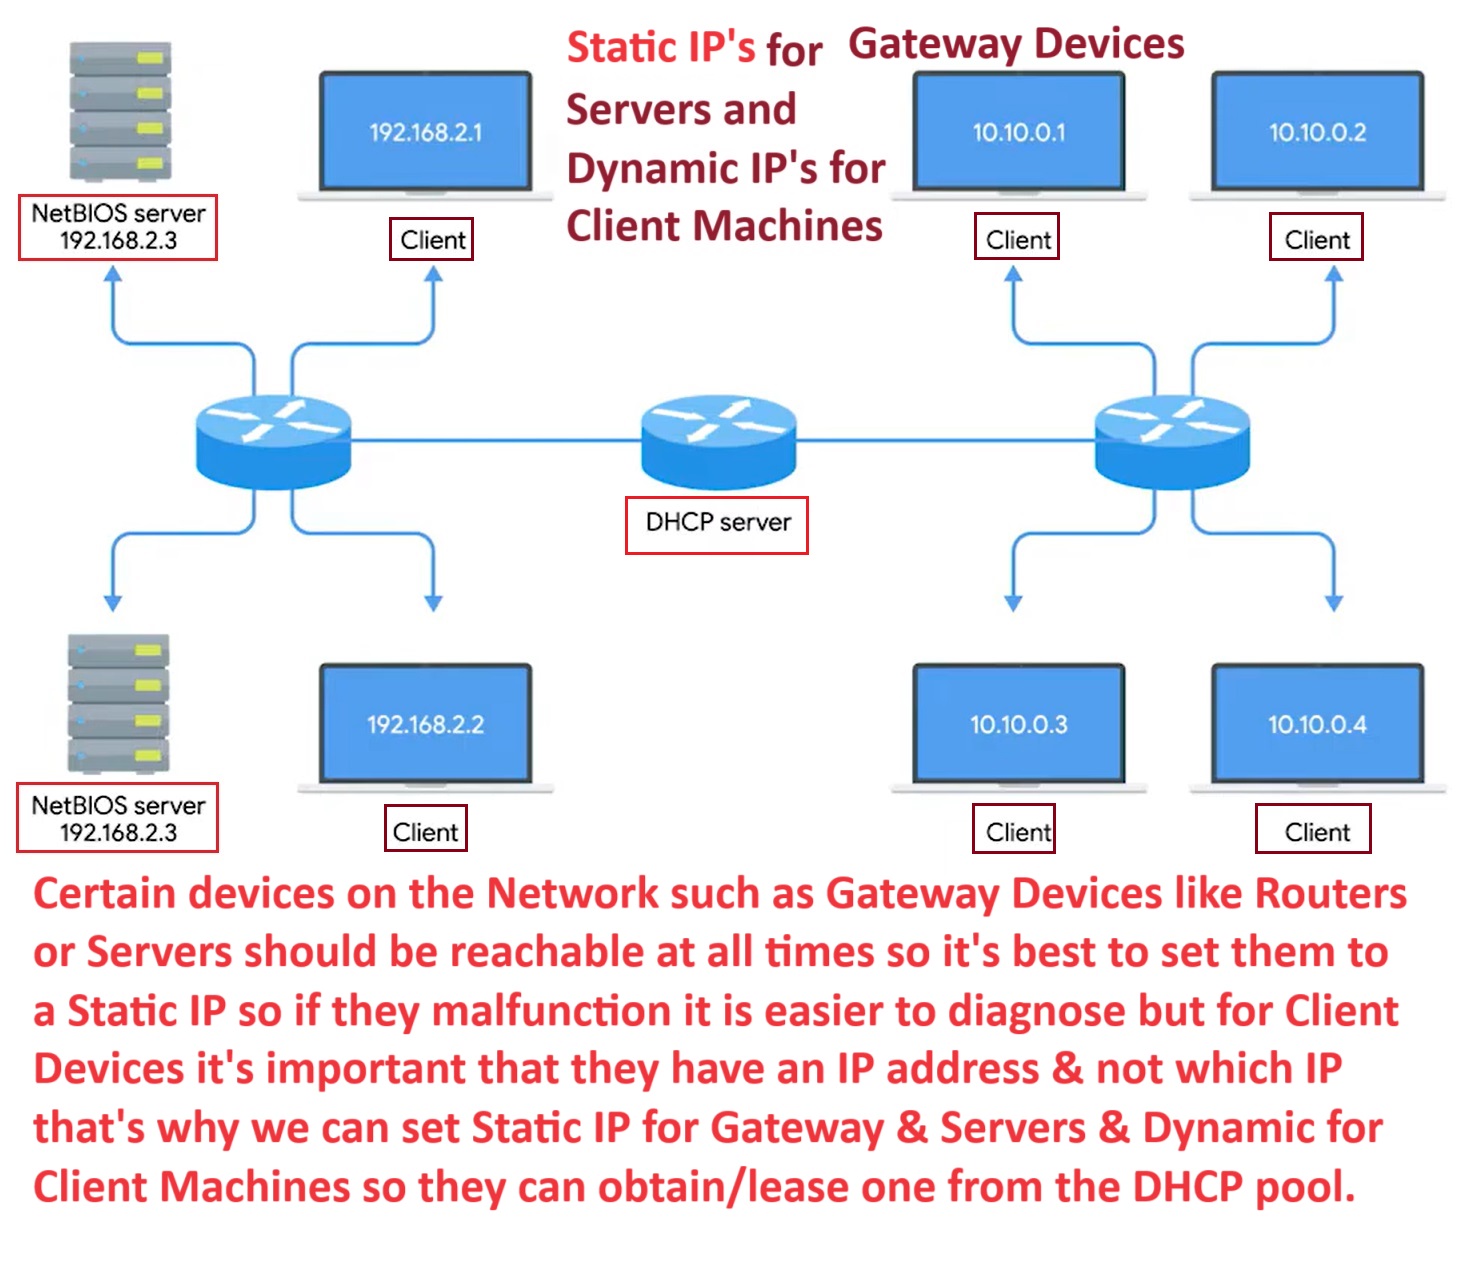 Static IP's for Gateway Devices
Servers and
Dynamic IP's for
Client Machines
NetBIOS server
192.168.2.3
192.168.2.1
Client
10.10.0.1
Client
10.10.0.2
Client
DHCP server
NetBIOS server
192.168.2.3
192.168.2.2
Client
10.10.0.3
Client
10.10.0.4
Client
Certain devices on the Network such as Gateway Devices like Routers
or Servers should be reachable at all times so it's best to set them to
a Static IP so if they malfunction it is easier to diagnose but for Client
Devices it's important that they have an IP address & not which IP
that's why we can set Static IP for Gateway & Servers & Dynamic for
Client Machines so they can obtain/lease one from the DHCP pool.